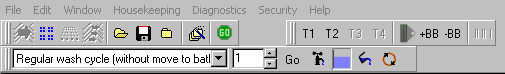 File Edit Window Housekeeping Diagnostics Security Help
GO T1 T2 T3 T4 +BB -BB
Regular wash cycle (without move to bath 1 Go